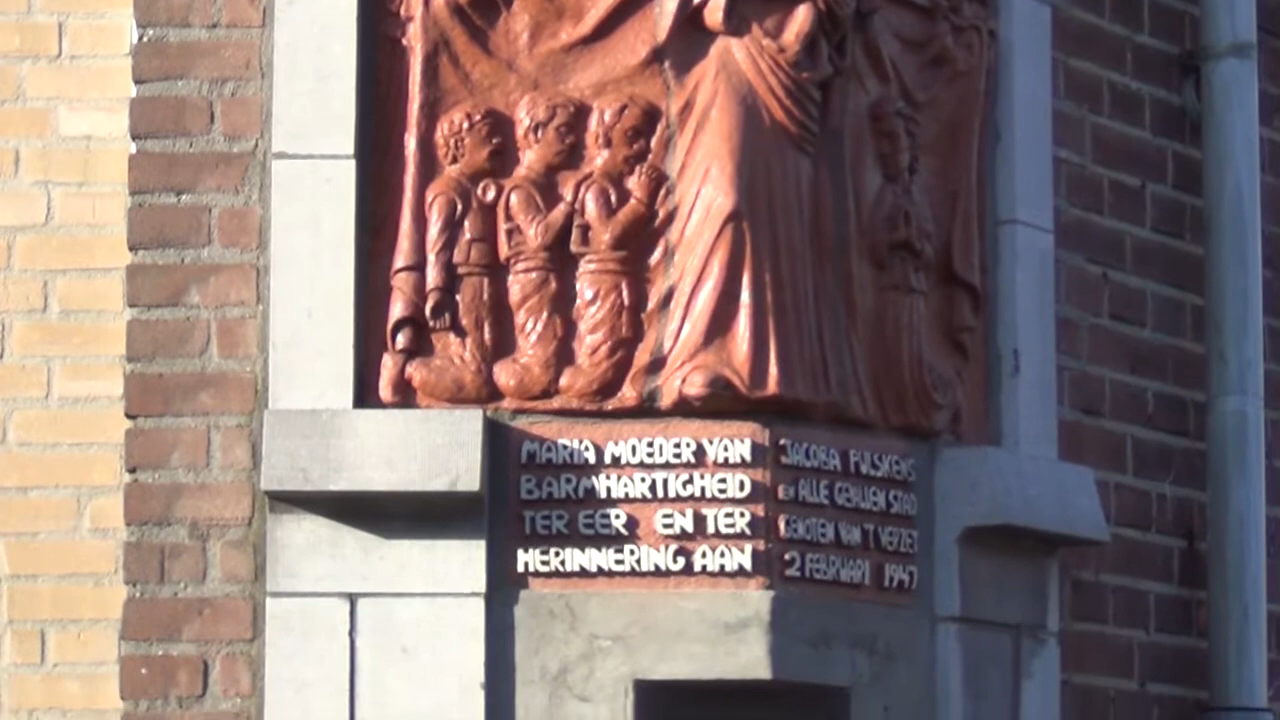 MARIA MOEDER VAN
BARMHARTIGHEID
TER EER EN TER
HERINNERING AAN
JACOBA PULSKENS
EN ALLE GEVALLEN STAD
GENOTEN VAN 'T VERZET
2 FEBRUARI 1947